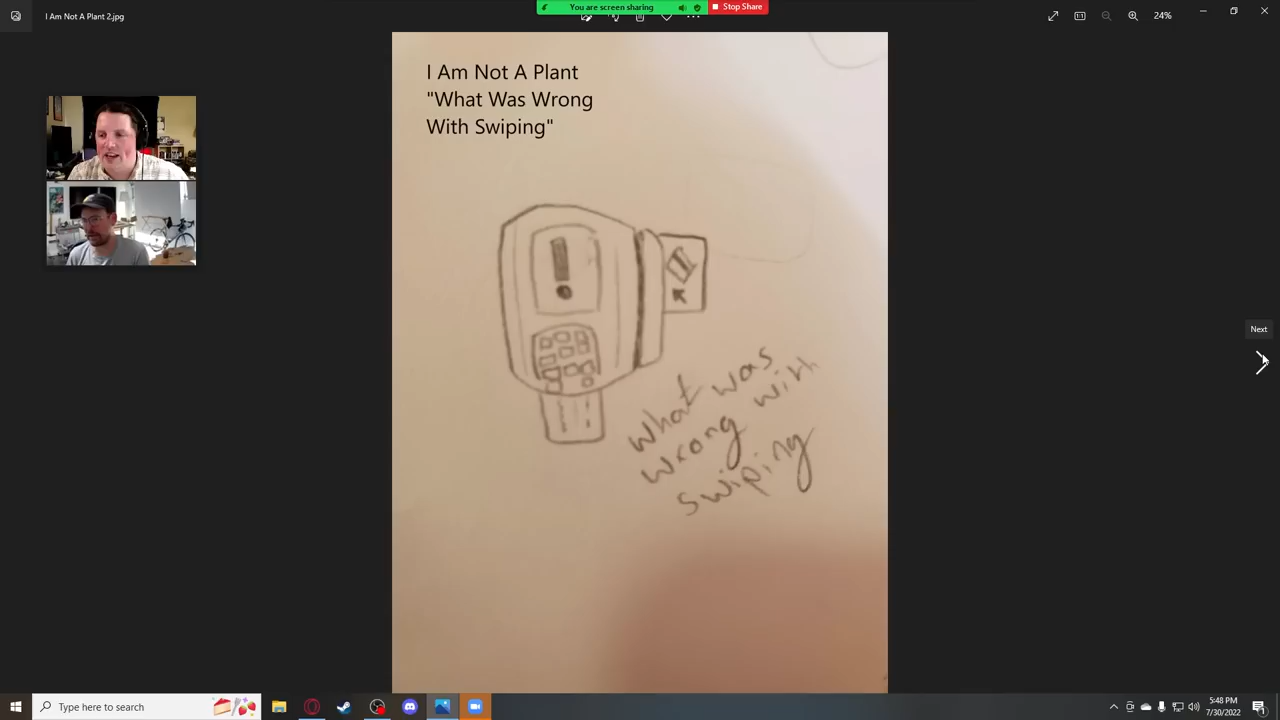 I Am Not A Plant 2.jpg
You are screen sharing
Stop Share
24%
I Am Not A Plant
"What Was Wrong
With Swiping"
what was
wrong with
swiping
Next
Type here to search
5:48 PM
7/30/2022